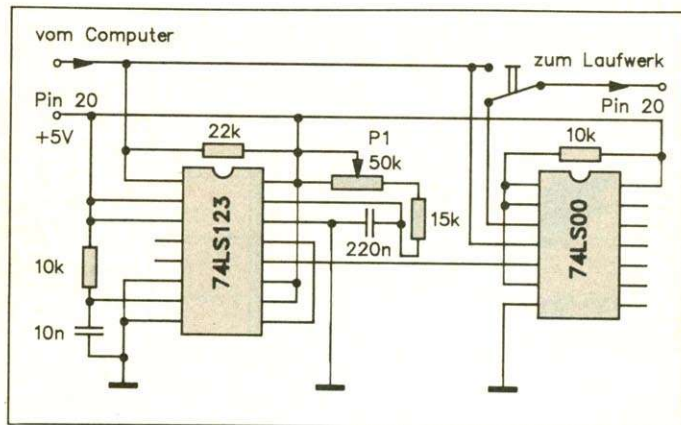 vom Computer
zum Laufwerk
Pin 20
+5V
22k
P1
50k
Pin 20
10k
74LS123
15k
220n
74LS00
10k
10n